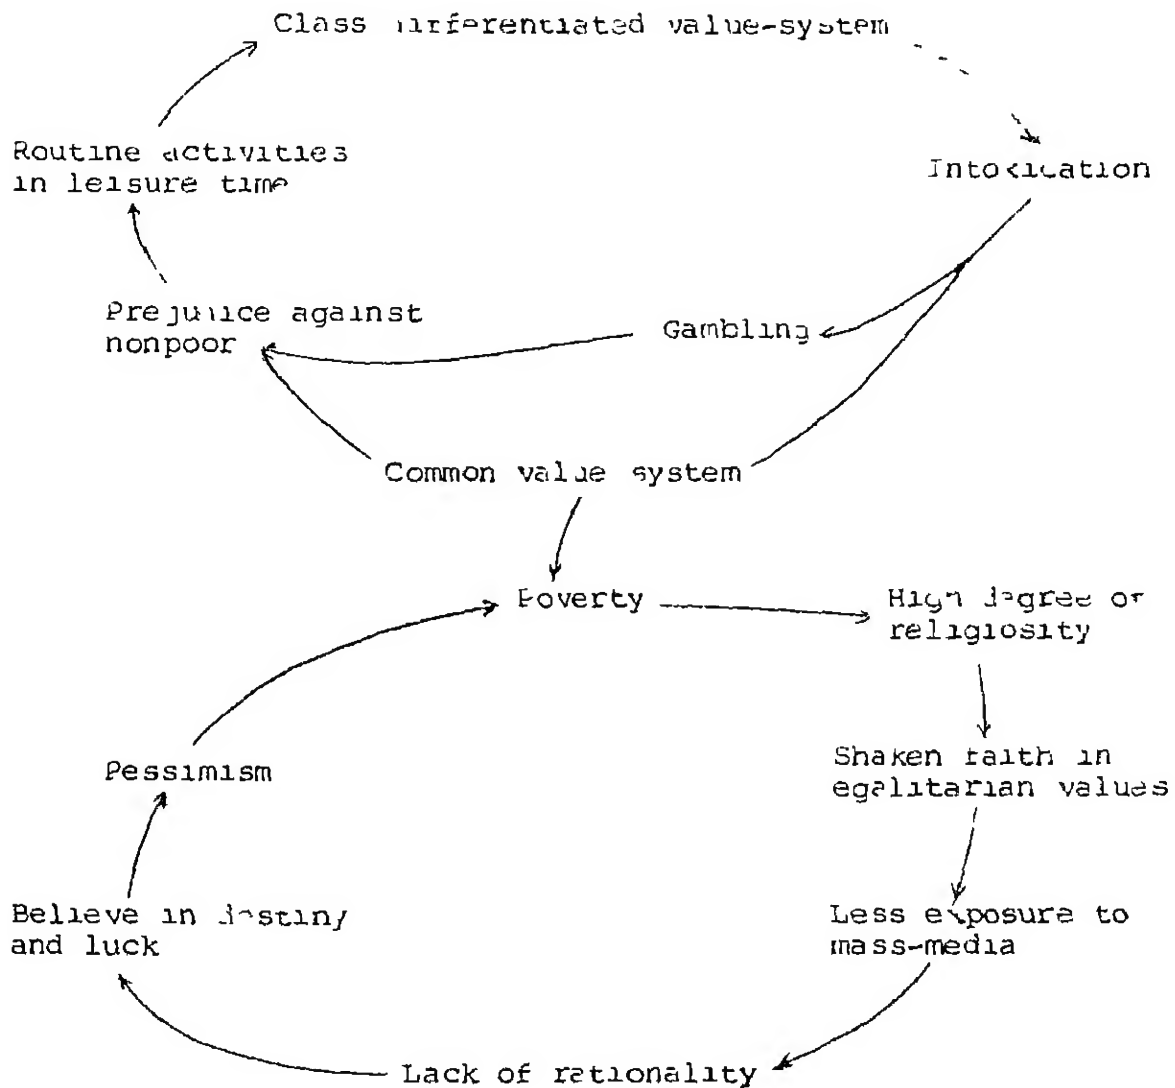 Class differentiated value-system
Routine activities
in leisure time
Intoxication
Prejudice against
nonpoor
Gambling
Common value system
Poverty
High degree of
religiosity
Pessimism
Shaken faith in
egalitarian values
Believe in destiny
and luck
Less exposure to
mass-media
Lack of rationality